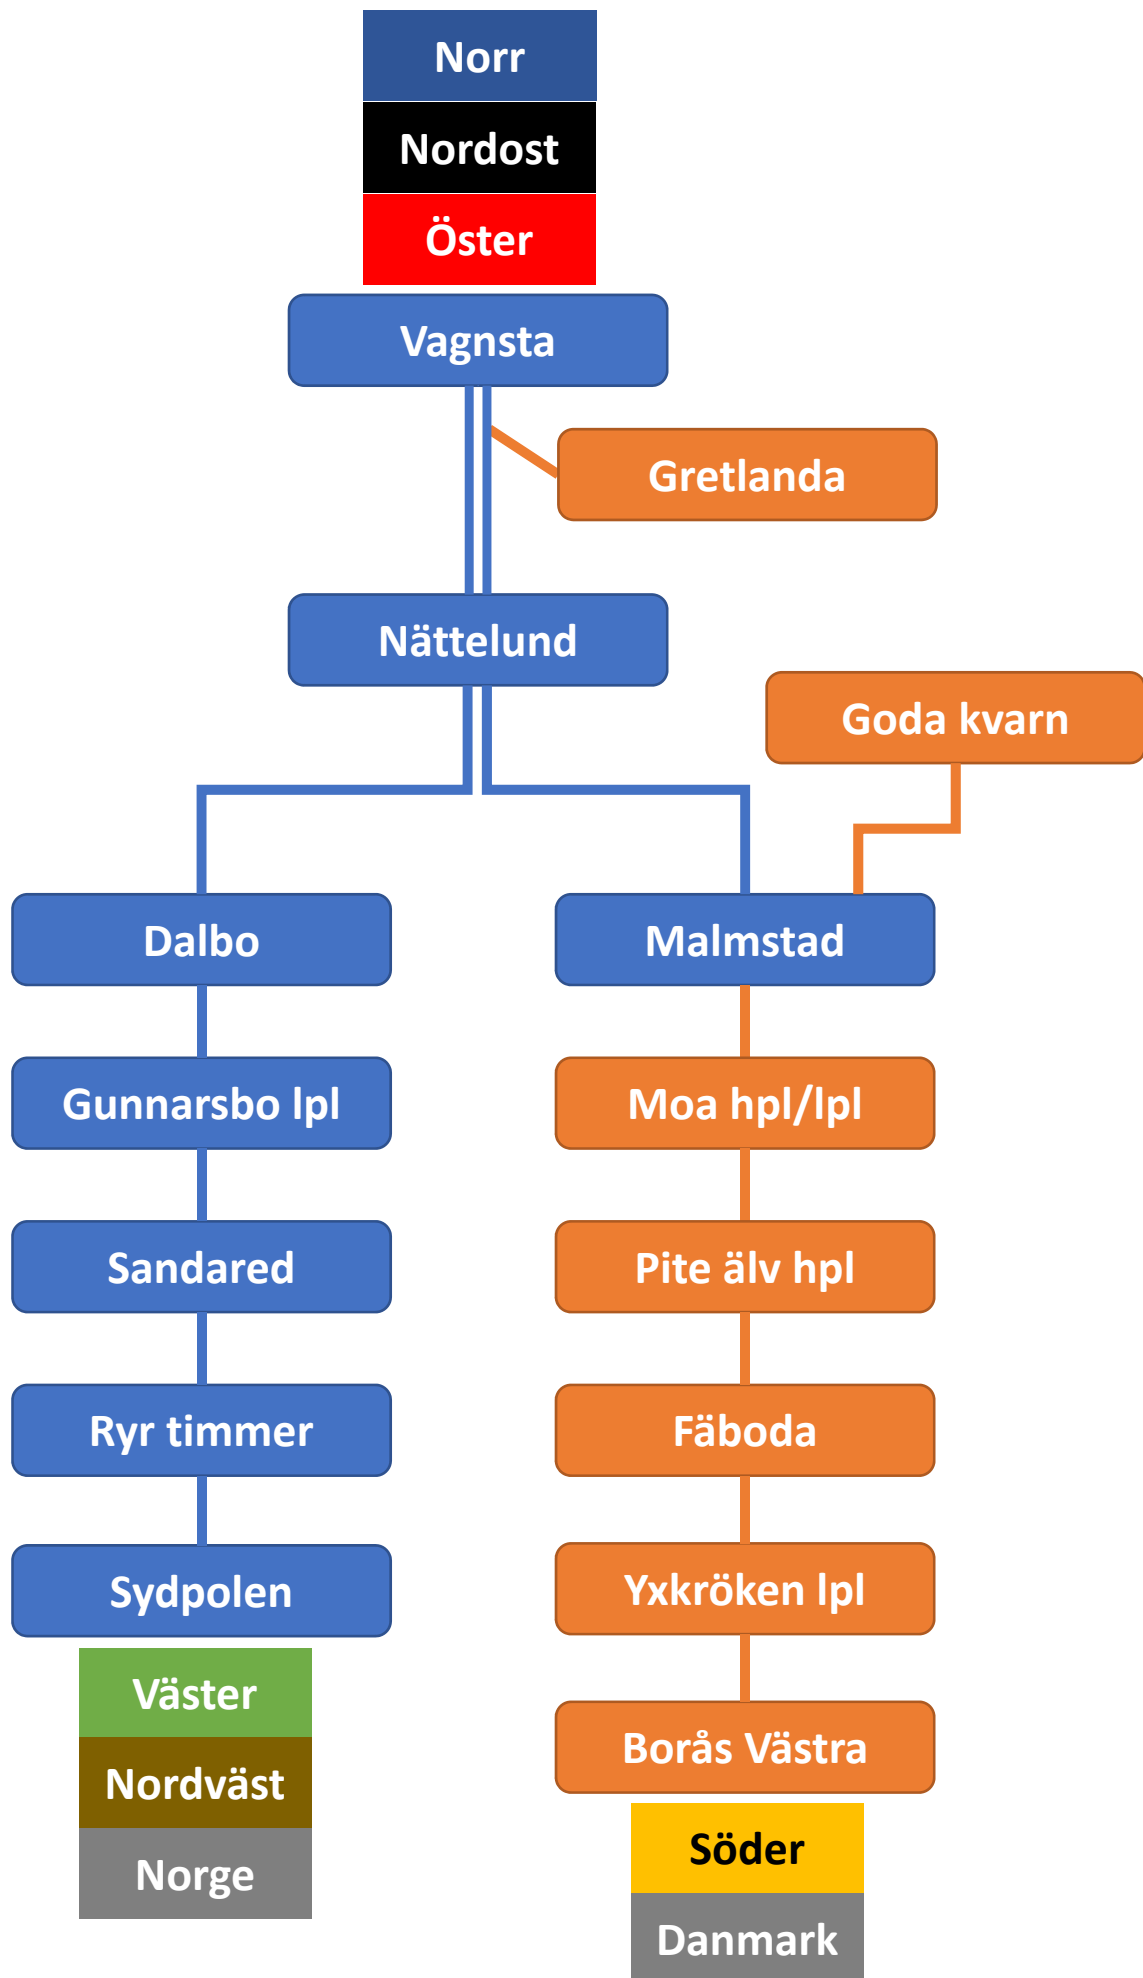 Norr
Nordost
Öster
Vagnsta
Gretlanda
Nättelund
Goda kvarn
Dalbo
Malmstad
Gunnarsbo lpl
Moa hpl/lpl
Sandared
Pite älv hpl
Ryr timmer
Fäboda
Sydpolen
Yxkröken lpl
Väster
Borås Västra
Nordväst
Söder
Norge
Danmark